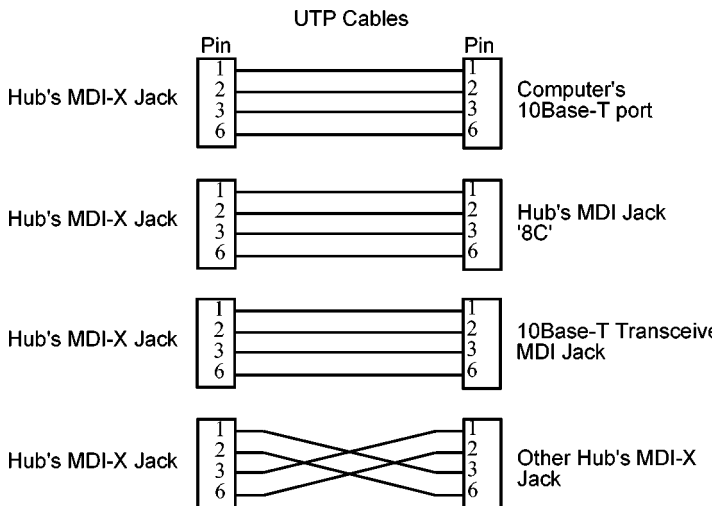 UTP Cables
Pin Pin
Hub's MDI-X Jack
1
2
3
6
1
2
3
6
Computer's
10Base-T port
Hub's MDI-X Jack
1
2
3
6
1
2
3
6
Hub's MDI Jack
'8C'
Hub's MDI-X Jack
1
2
3
6
1
2
3
6
10Base-T Transceive
MDI Jack
Hub's MDI-X Jack
1
2
3
6
1
2
3
6
Other Hub's MDI-X
Jack